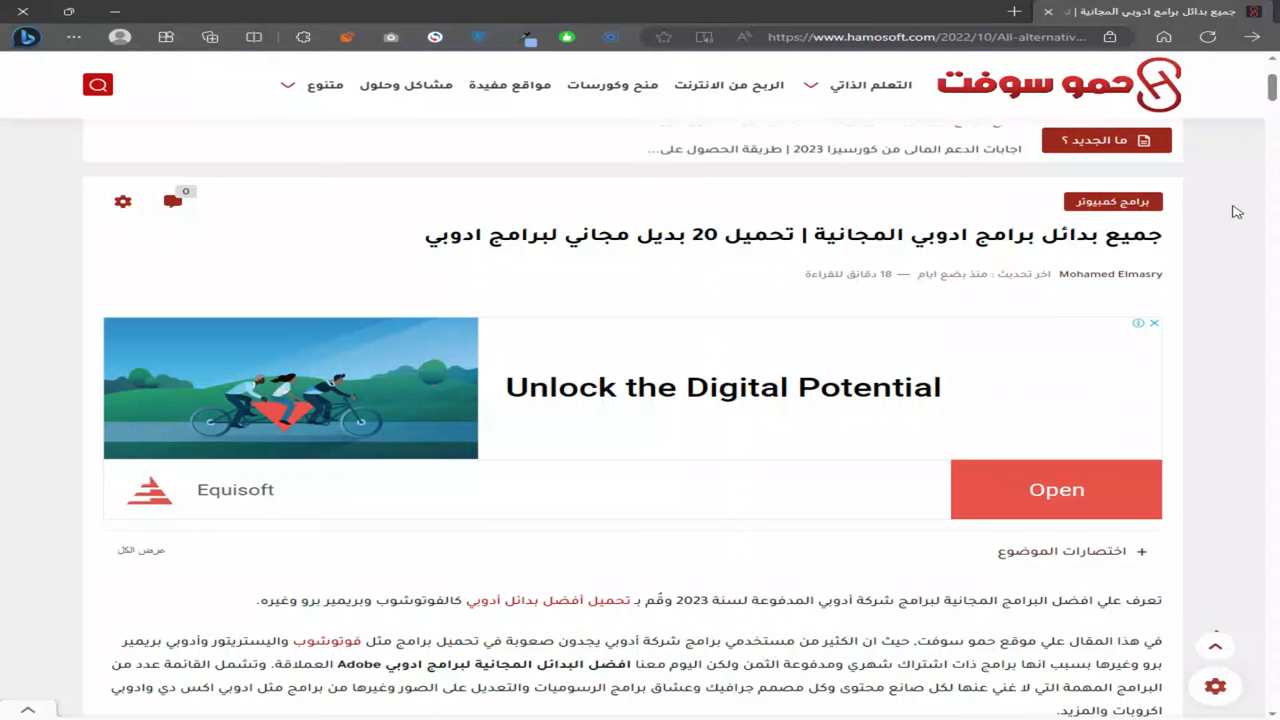 جميع بدائل برامج ادوبي المجانية |
https://www.hamosoft.com/2022/10/All-alternativ...
حمو سوفت
التعلم الذاتي
الربح من الانترنت
منح وكورسات
مواقع مفيدة
مشاكل وحلول
متنوع
ما الجديد ؟
اجابات الدعم المالى من كورسيرا 2023 | طريقة الحصول على...
برامج كمبيوتر
0
جميع بدائل برامج ادوبي المجانية | تحميل 20 بديل مجاني لبرامج ادوبي
Mohamed Elmasry اخر تحديث : منذ بضع ايام — 18 دقائق للقراءة
Unlock the Digital Potential
Equisoft
Open
+ اختصارات الموضوع
عرض الكل
تعرف علي افضل البرامج المجانية لبرامج شركة أدوبي المدفوعة لسنة 2023 وقُم بـ تحميل أفضل بدائل أدوبي كالفوتوشوب وبريمير برو وغيره.
في هذا المقال علي موقع حمو سوفت، حيث ان الكثير من مستخدمي برامج شركة أدوبي يجدون صعوبة في تحميل برامج مثل فوتوشوب واليستريتور وأدوبي بريمير
برو وغيرها بسبب انها برامج ذات اشتراك شهري ومدفوعة الثمن ولكن اليوم معنا افضل البدائل المجانية لبرامج ادوبي Adobe العملاقة. وتشمل القائمة عدد من
البرامج المهمة التي لا غني عنها لكل صانع محتوى وكل مصمم جرافيك وعشاق برامج الرسوميات والتعديل على الصور وغيرها من برامج مثل ادوبي اكس دي وادوبي
اكروبات والمزيد.